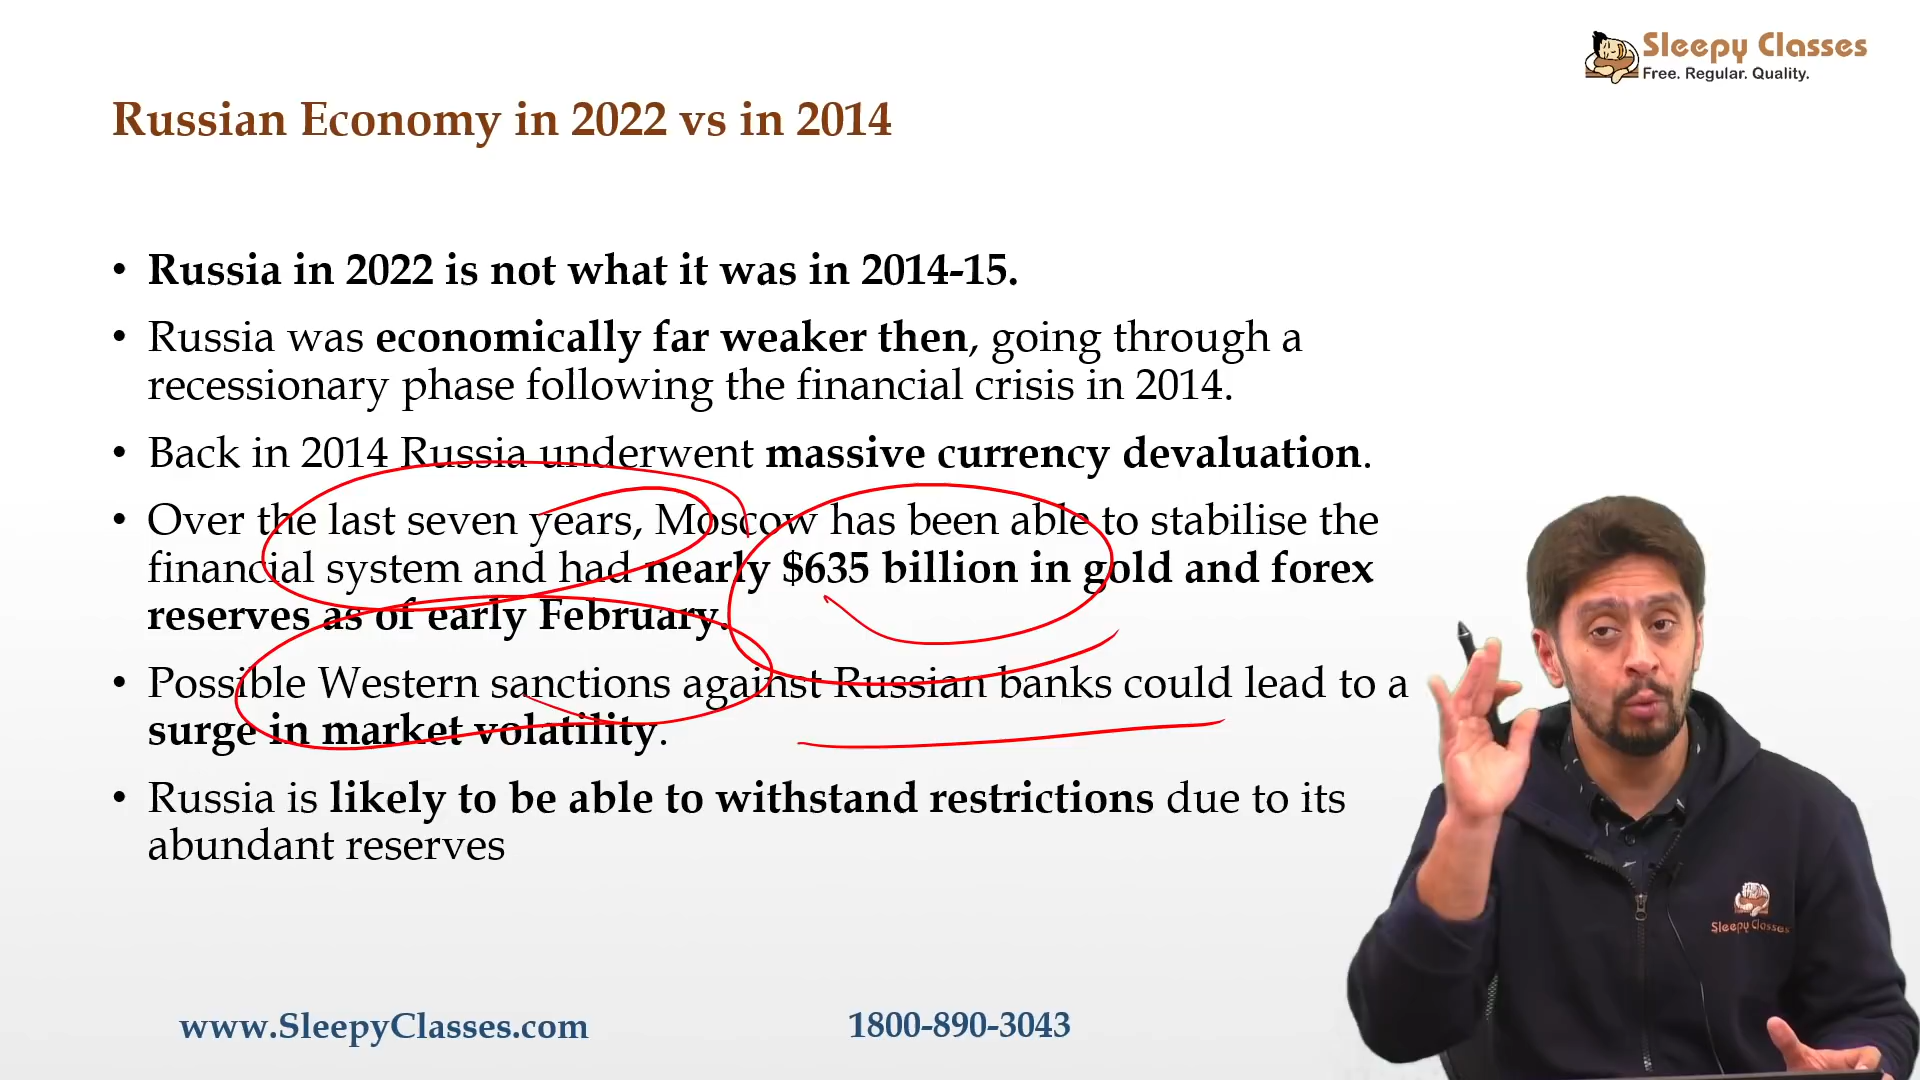 Sleepy Classes
Free. Regular. Quality.
Russian Economy in 2022 vs in 2014
• Russia in 2022 is not what it was in 2014-15.
• Russia was economically far weaker then, going through a
recessionary phase following the financial crisis in 2014.
• Back in 2014 Russia underwent massive currency devaluation.
• Over the last seven years, Moscow has been able to stabilise the
financial system and had nearly $635 billion in gold and forex
reserves as of early February.
• Possible Western sanctions against Russian banks could lead to a
surge in market volatility.
• Russia is likely to be able to withstand restrictions due to its
abundant reserves
Sleepy Classes
www.SleepyClasses.com
1800-890-3043